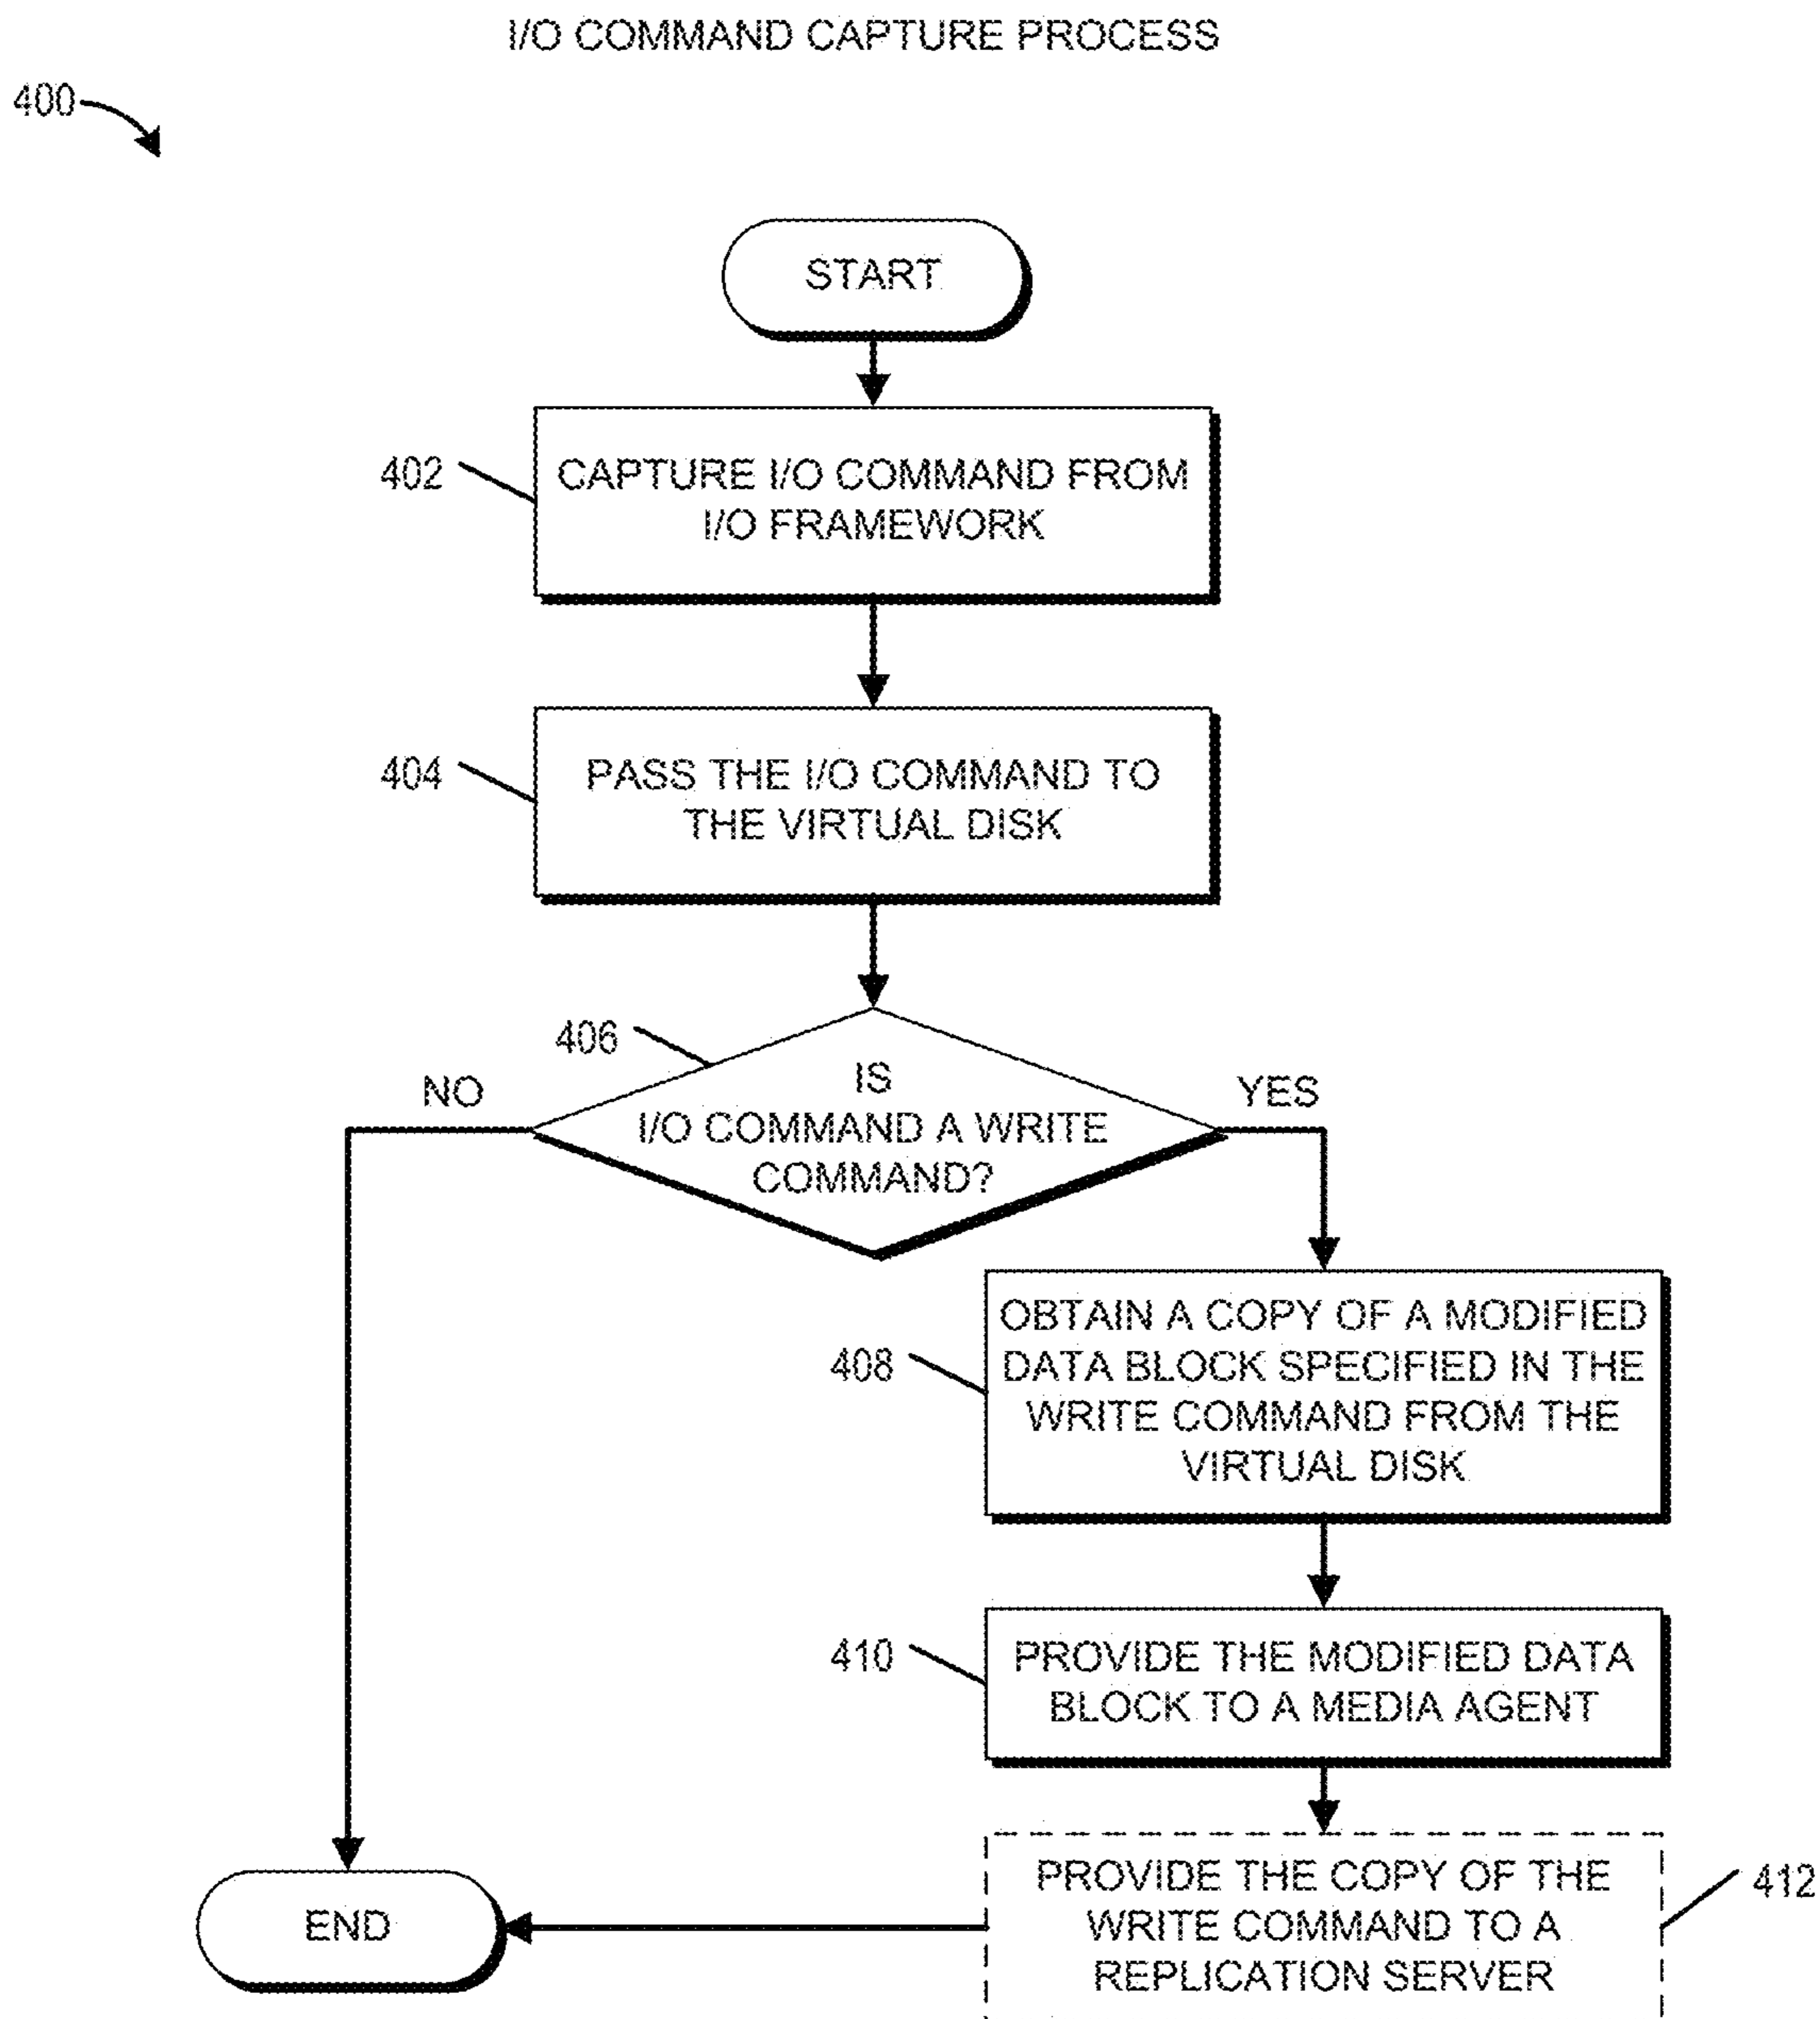 I/O COMMAND CAPTURE PROCESS
400
START
402
CAPTURE I/O COMMAND FROM
I/O FRAMEWORK
404
PASS THE I/O COMMAND TO
THE VIRTUAL DISK
406
IS
I/O COMMAND A WRITE
COMMAND?
NO
YES
408
OBTAIN A COPY OF A MODIFIED
DATA BLOCK SPECIFIED IN THE
WRITE COMMAND FROM THE
VIRTUAL DISK
410
PROVIDE THE MODIFIED DATA
BLOCK TO A MEDIA AGENT
412
PROVIDE THE COPY OF THE
WRITE COMMAND TO A
REPLICATION SERVER
END